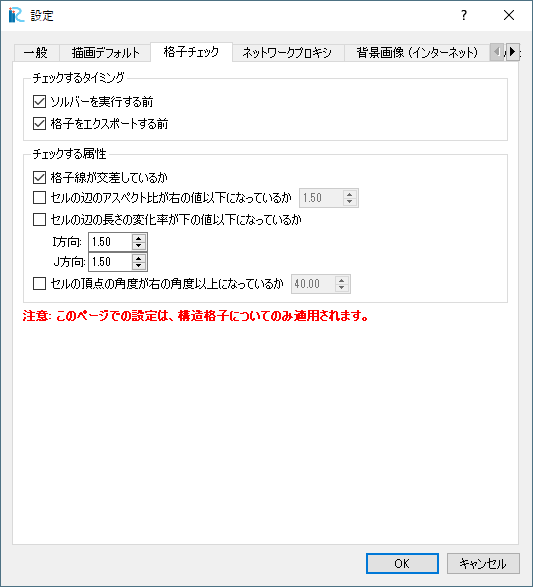 設定
一般 描画デフォルト 格子チェック ネットワークプロキシ 背景画像 (インターネット)
チェックするタイミング
ソルバーを実行する前
格子をエクスポートする前
チェックする属性
格子線が交差しているか
セルの辺のアスペクト比が右の値以下になっているか 1.50
セルの辺の長さの変化率が下の値以下になっているか
I方向: 1.50
J方向: 1.50
セルの頂点の角度が右の角度以上になっているか 40.00
注意: このページでの設定は、構造格子についてのみ適用されます。
OK キャンセル